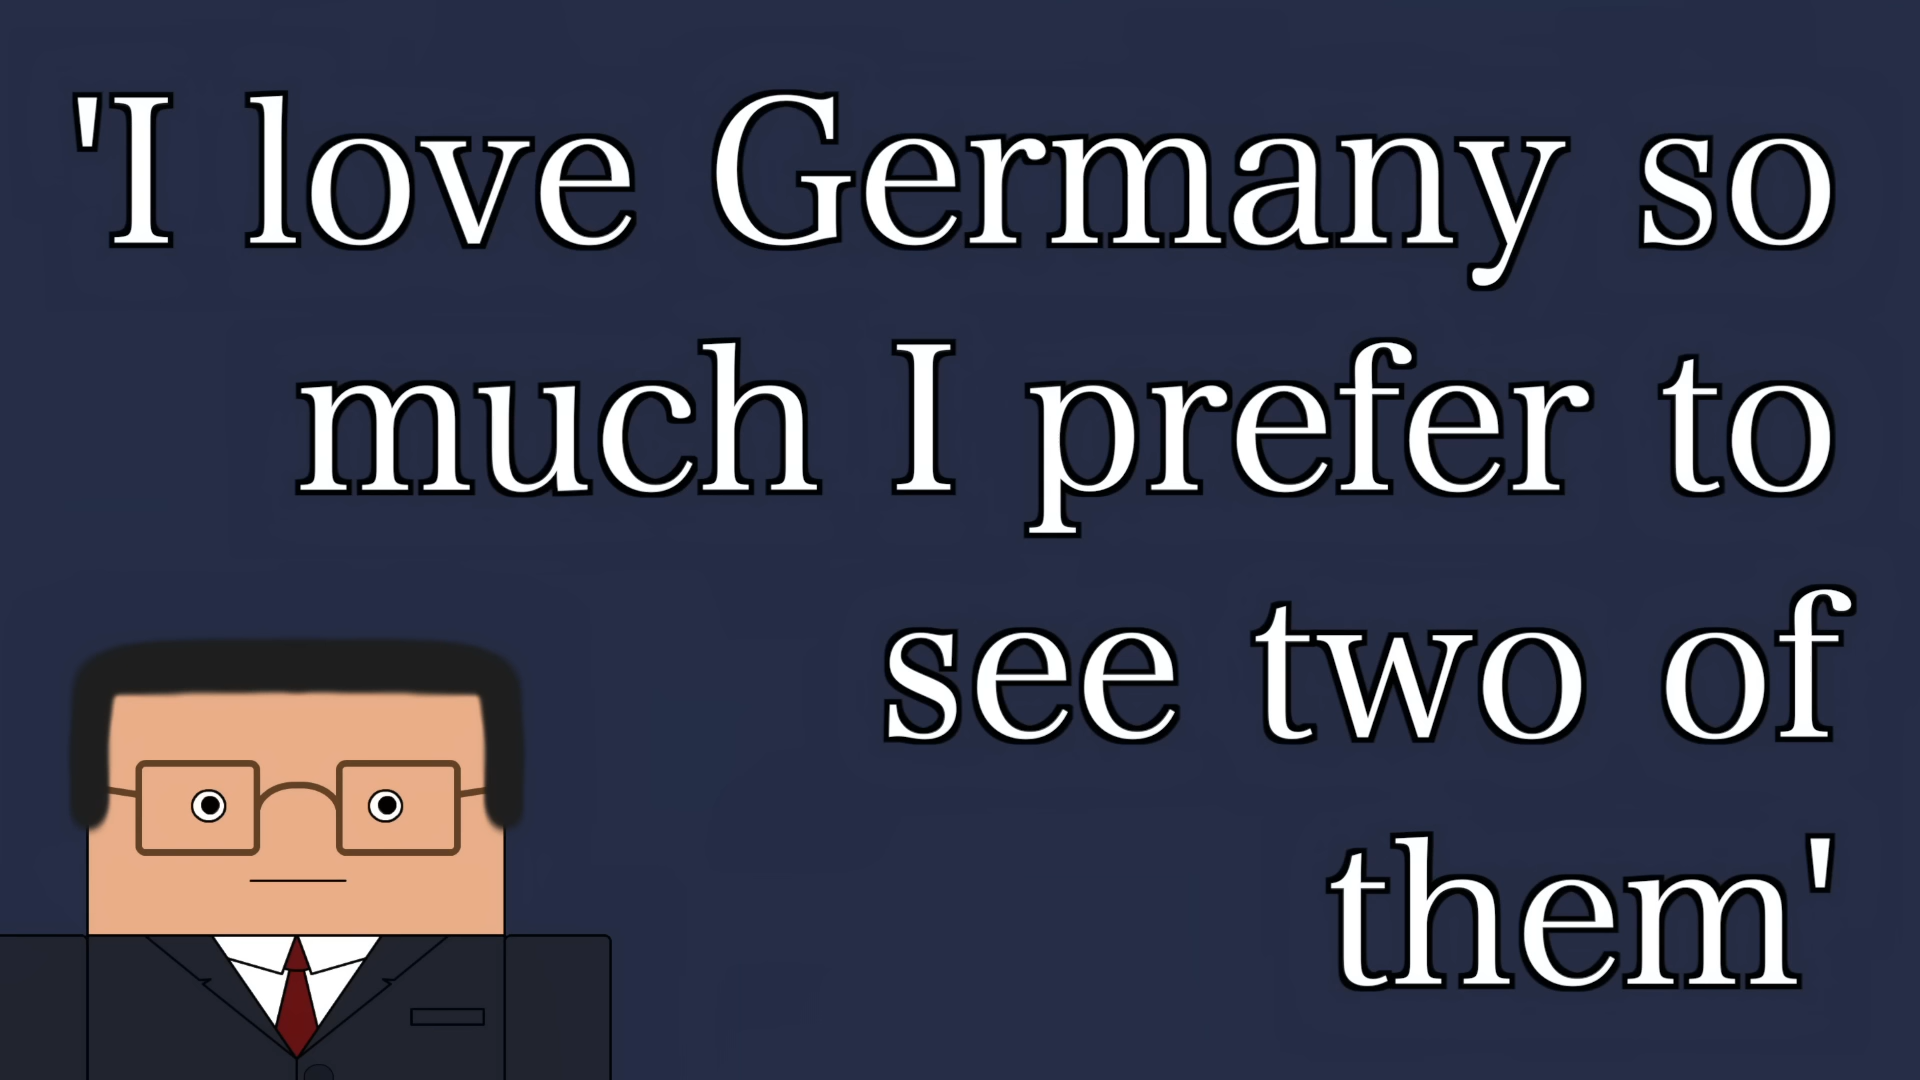 'I love Germany so
much I prefer to
see two of
them'